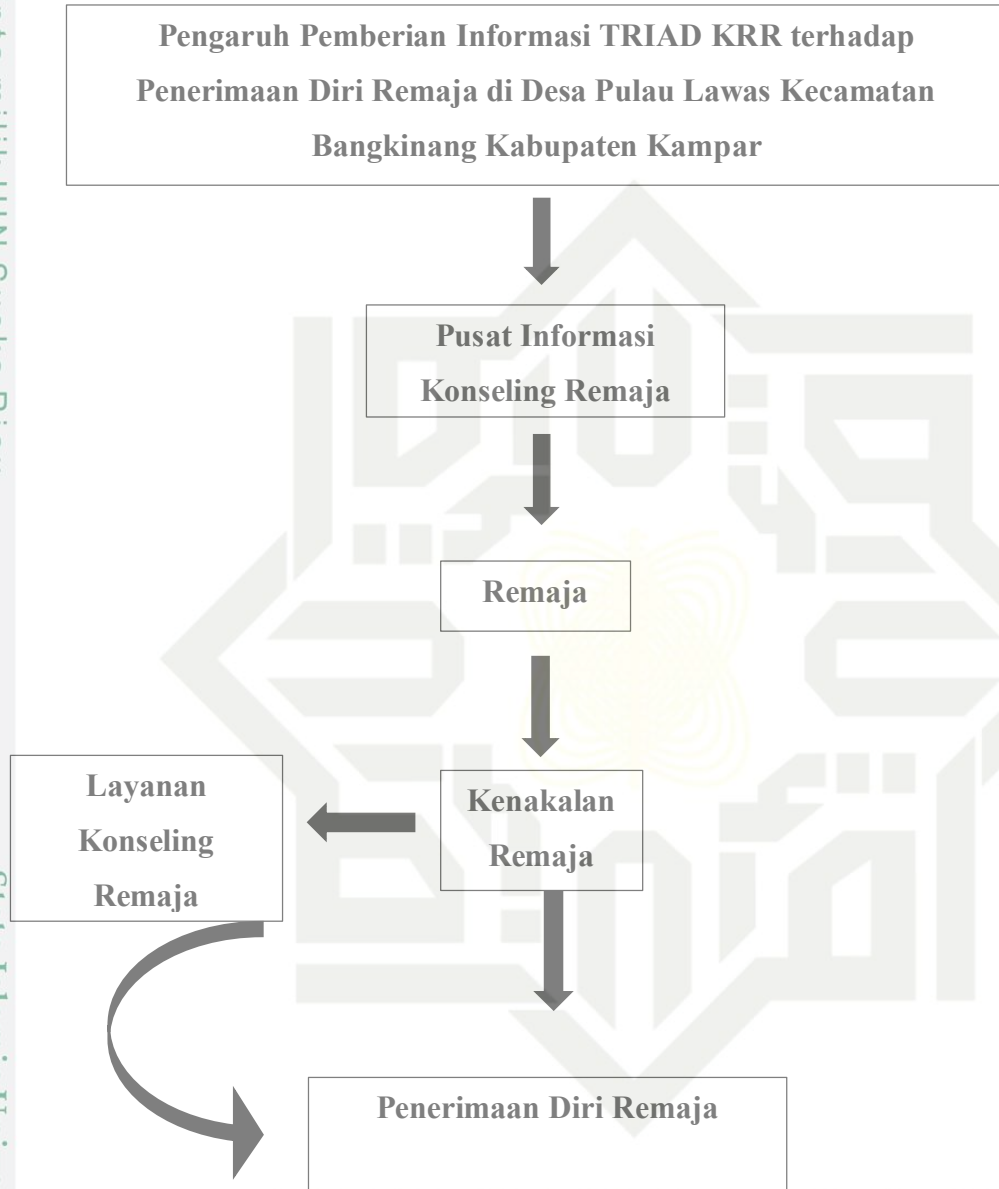 Pengaruh Pemberian Informasi TRIAD KRR terhadap
Penerimaan Diri Remaja di Desa Pulau Lawas Kecamatan
Bangkinang Kabupaten Kampar
Pusat Informasi
Konseling Remaja
Remaja
Layanan
Konseling
Remaja
Kenakalan
Remaja
Penerimaan Diri Remaja